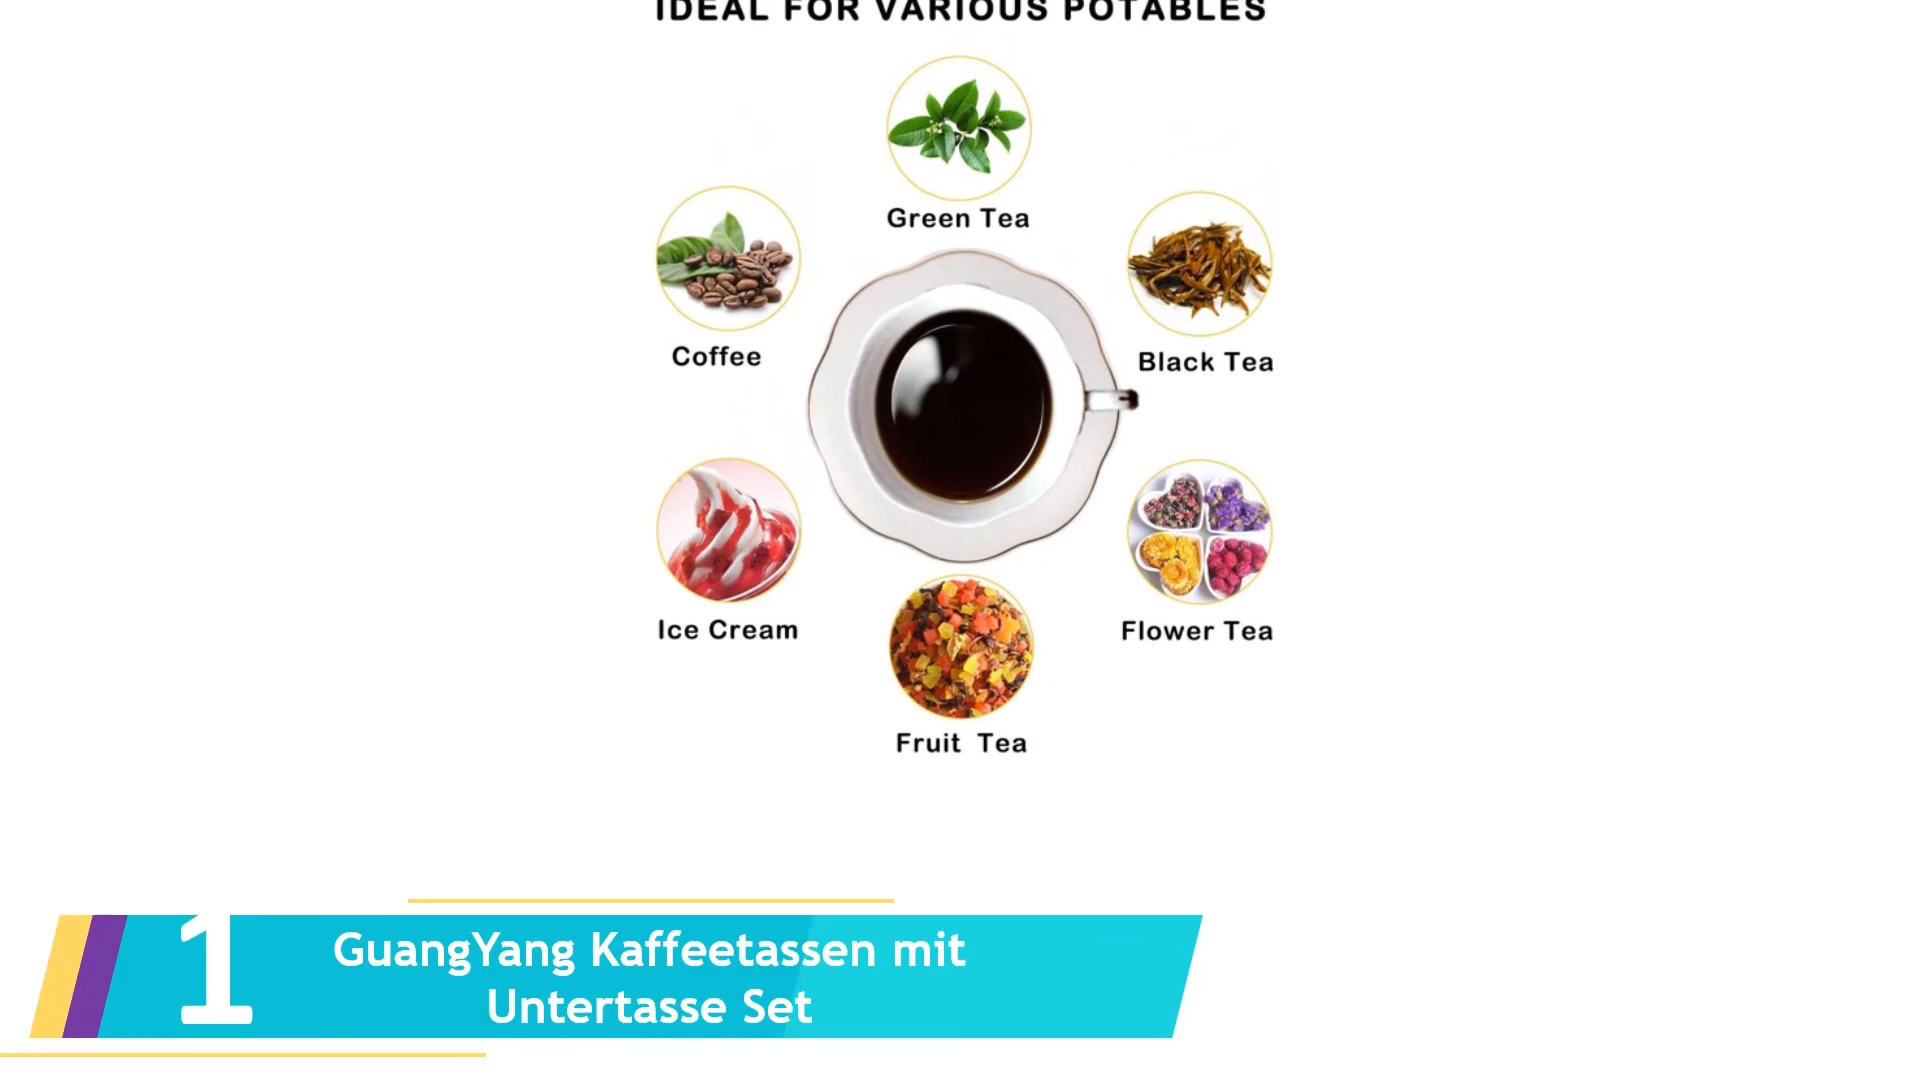 IDEAL FOR VARIOUS POTABLES
Green Tea
Coffee
Black Tea
Ice Cream
Flower Tea
Fruit Tea
1
GuangYang Kaffeetassen mit
Untertasse Set